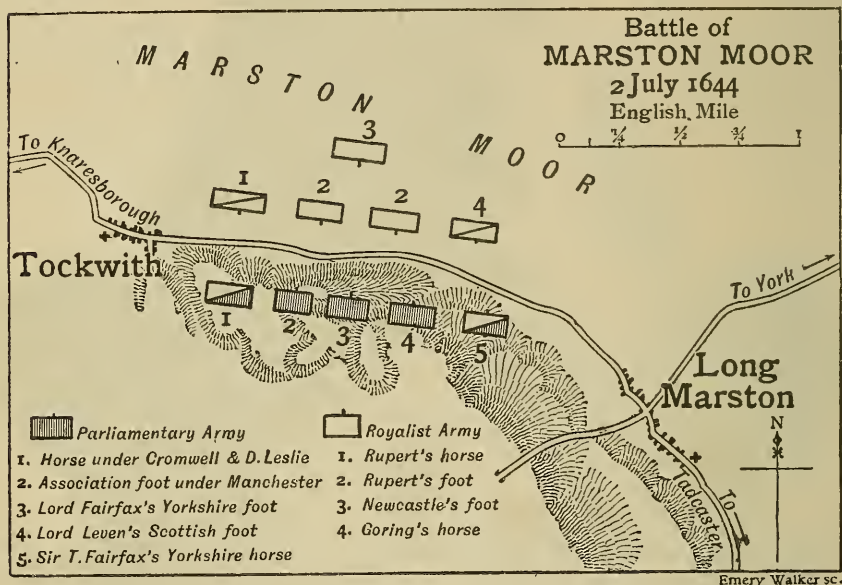 Battle of
MARSTON MOOR
2 July 1644
English Mile
0 ¼ ½ ¾ 1
MARSTON
MOOR
3
To Knaresborough
1 2 2 4
Tockwith
To York
1 2 3 4 5
Long
Marston
N
To
Tadcaster
Parliamentary Army
1. Horse under Cromwell & D. Leslie
2. Association foot under Manchester
3. Lord Fairfax's Yorkshire foot
4. Lord Leven's Scottish foot
5. Sir T. Fairfax's Yorkshire horse
Royalist Army
1. Rupert's horse
2. Rupert's foot
3. Newcastle's foot
4. Goring's horse
Emery Walker sc.